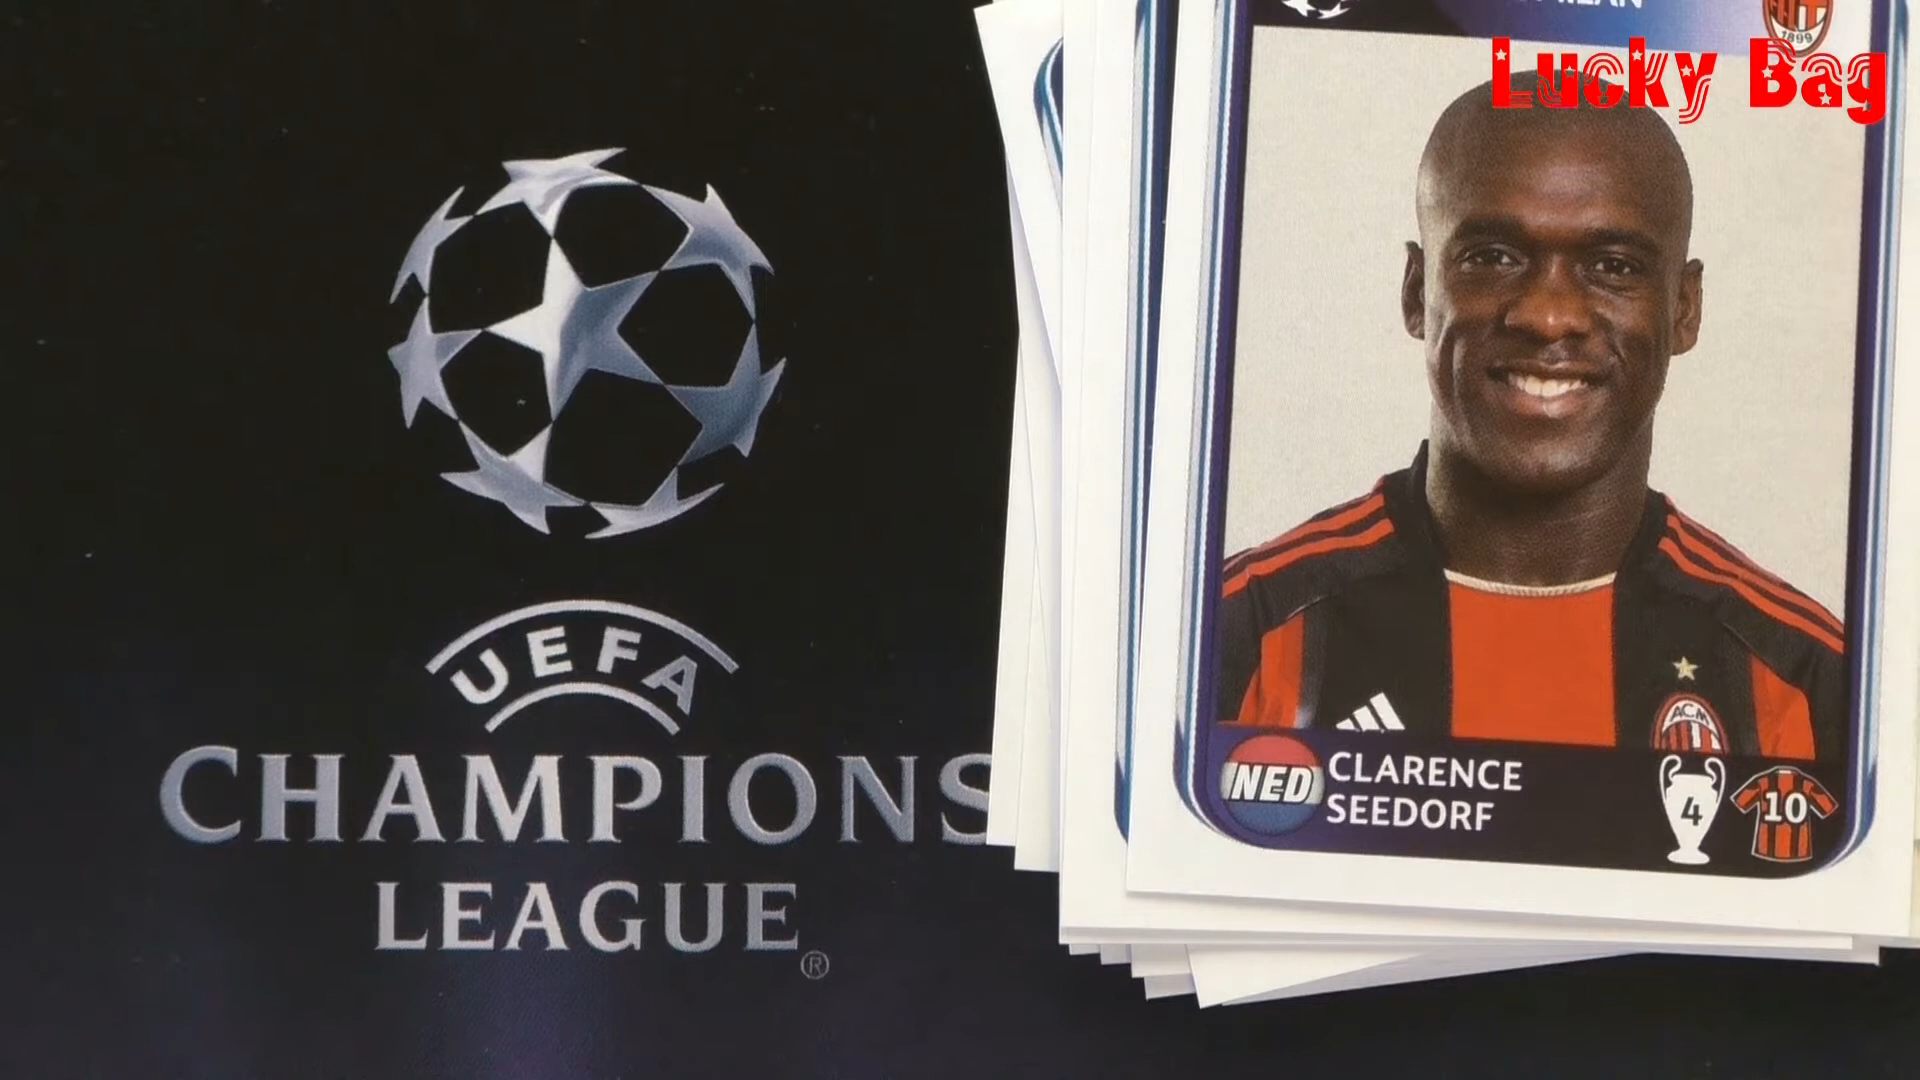 Lucky Bag
1899
UEFA
CHAMPIONS
LEAGUE
®
ACM
NED
CLARENCE
SEEDORF
4
10